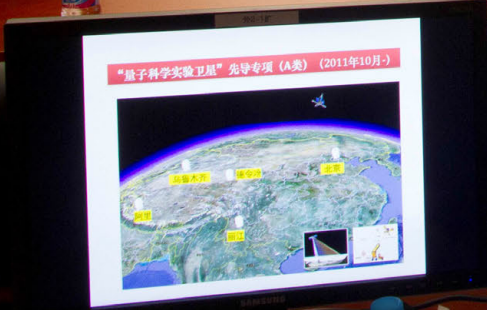 “量子科学实验卫星”先导专项（A类）（2011年10月-）
乌鲁木齐
德令哈
北京
阿里
丽江
SAMSUNG